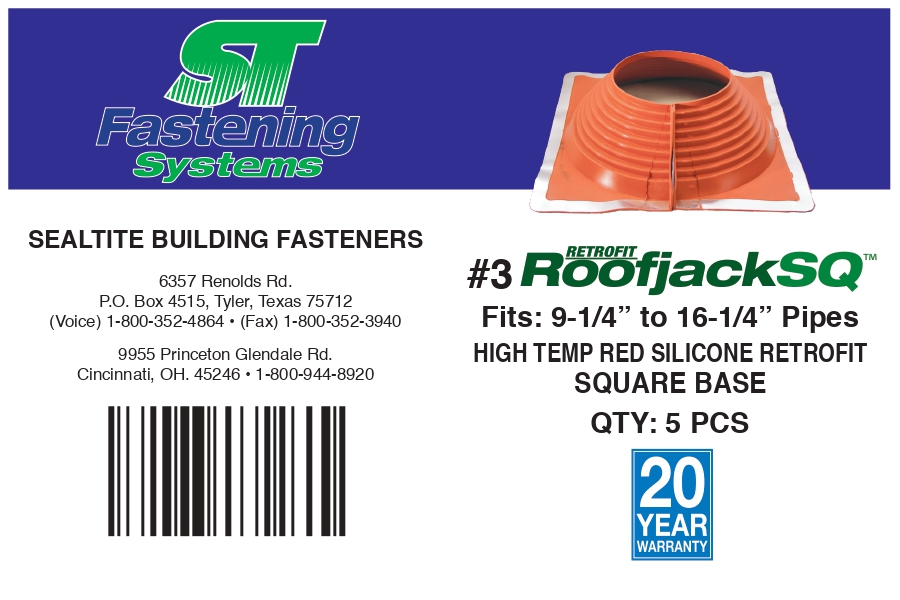 ST
Fastening
Systems
SEALTITE BUILDING FASTENERS
6357 Renolds Rd.
P.O. Box 4515, Tyler, Texas 75712
(Voice) 1-800-352-4864 • (Fax) 1-800-352-3940
9955 Princeton Glendale Rd.
Cincinnati, OH. 45246 • 1-800-944-8920
RETROFIT
#3 RoofjackSQ™
Fits: 9-1/4” to 16-1/4” Pipes
HIGH TEMP RED SILICONE RETROFIT
SQUARE BASE
QTY: 5 PCS
20
YEAR
WARRANTY